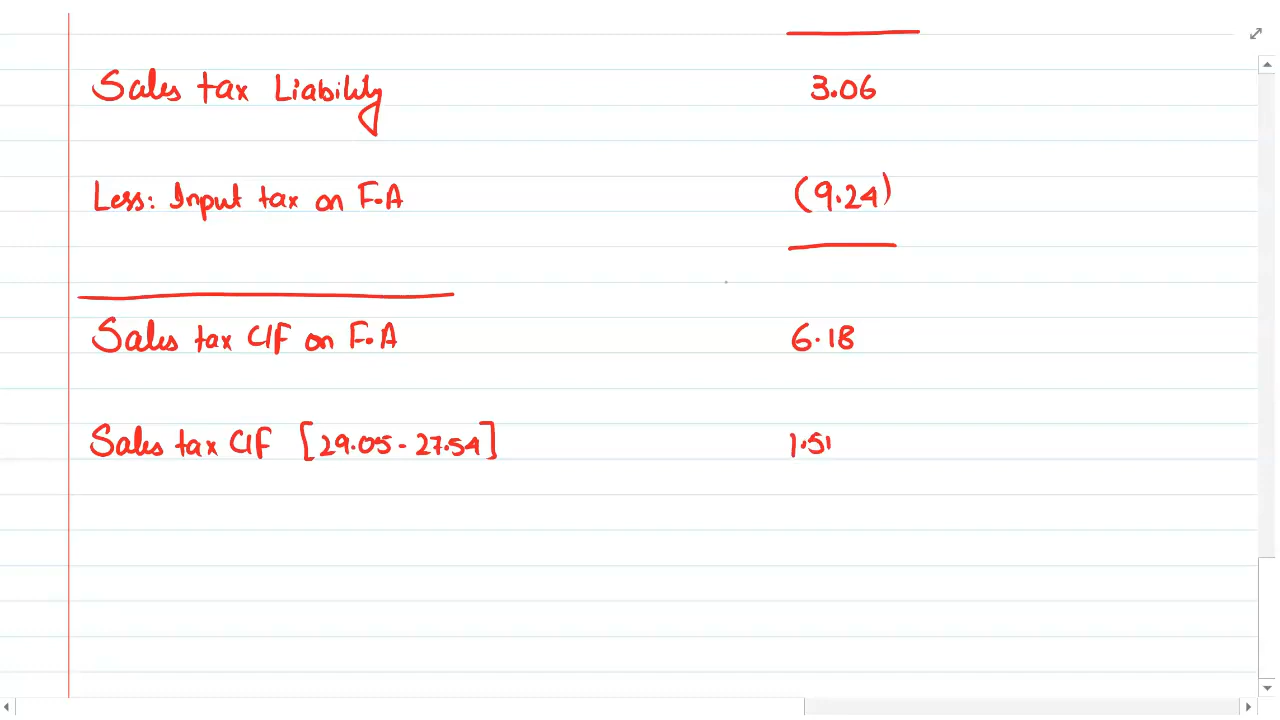 Sales tax Liability 3.06
Less: Input tax on F.A (9.24)
Sales tax C/F on F.A 6.18
Sales tax C/F [29.05 - 27.54] 1.51